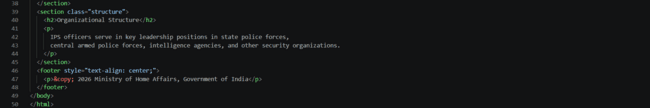 38 </section>
39 <section class="structure">
40 <h2>Organizational Structure</h2>
41 <p>
42 IPS officers serve in key leadership positions in state police forces,
43 central armed police forces, intelligence agencies, and other security organizations.
44 </p>
45 </section>
46 <footer style="text-align: center;">
47 <p>&copy; 2026 Ministry of Home Affairs, Government of India</p>
48 </footer>
49 </body>
50 </html>